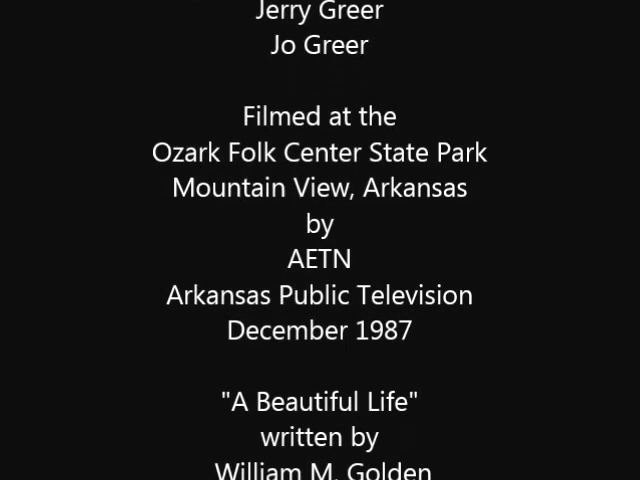 Jerry Greer
Jo Greer
Filmed at the
Ozark Folk Center State Park
Mountain View, Arkansas
by
AETN
Arkansas Public Television
December 1987
"A Beautiful Life"
written by
William M. Golden